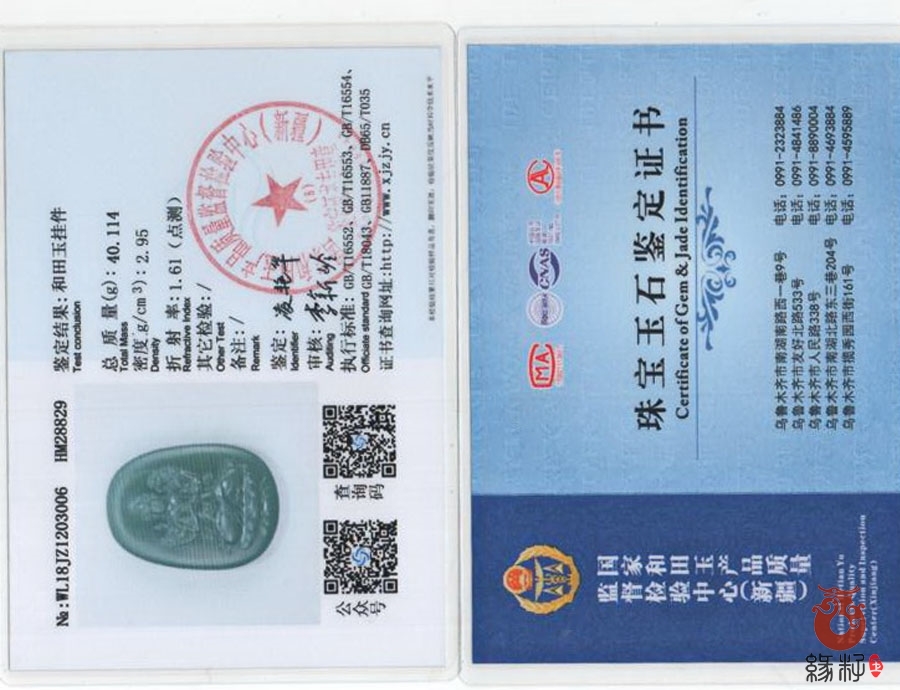 №:WL18JZ1203006 HM28829
鉴定结果:和田玉挂件
Test conclusion
总质量(g):40.114
Total Mass
密度 g/cm³):2.95
Density
折射率:1.61(点测)
Refractive Index
其它检验:/
Other Test
备注:/
Remark
鉴定:
Identifier
审核:
Auditing
执行标准:GB/T16552、GB/T16553、GB/T16554、
Officiate standard GB/T18043、GB11887、DB65/T035
证书查询网址:http://www.xjzjy.cn
公众号
查询码
珠宝玉石鉴定证书
Certificate of Gem & Jade Identification
MA
CNAS
乌鲁木齐市南湖南路西一巷9号 电话:0991-2323884
乌鲁木齐市友好北路533号 电话:0991-4841486
乌鲁木齐市人民路338号 电话:0991-8890004
乌鲁木齐市南湖北路东三巷204号 电话:0991-4693884
乌鲁木齐市揽秀园西街161号 电话:0991-4595889
国家和田玉产品质量
监督检验中心(新疆)
Center(Xinjiang)